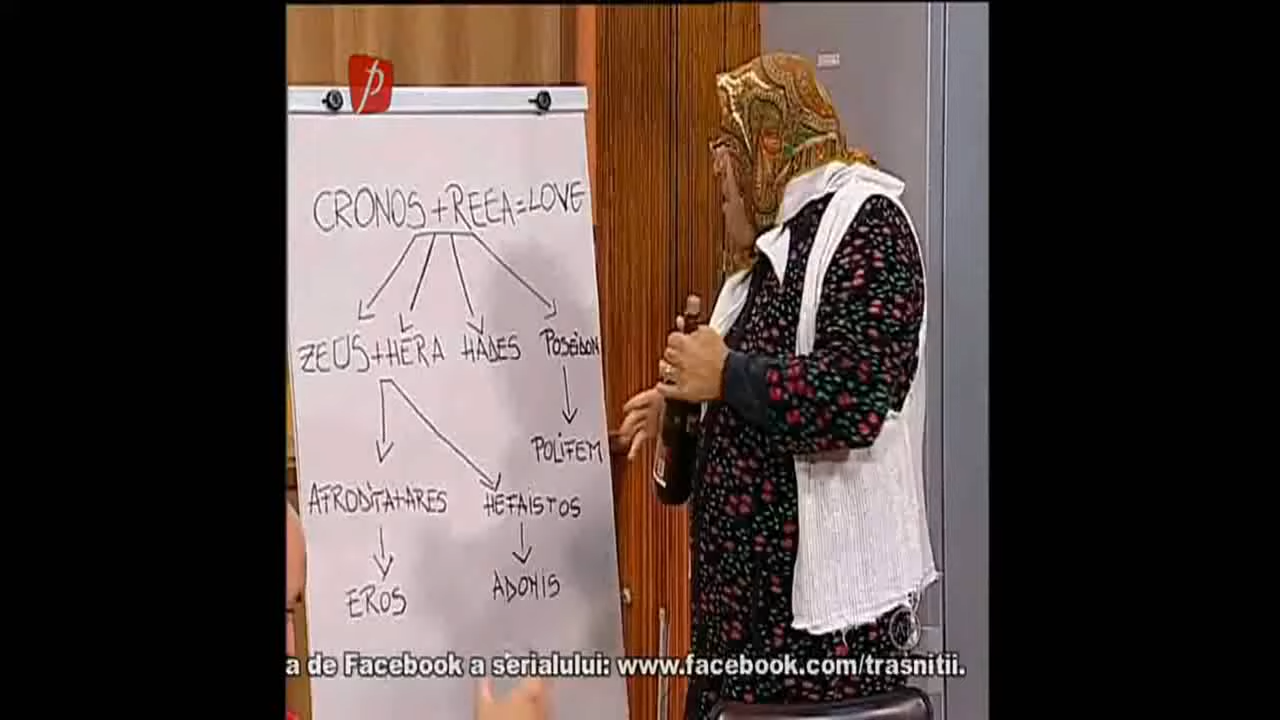 CRONOS+REEA=LOVE
ZEUS+HERA HADES POSEIDON
POLIFEM
AFRODITA+ARES HEFAISTOS
EROS ADONIS
a de Facebook a serialului: www.facebook.com/trasnitii.